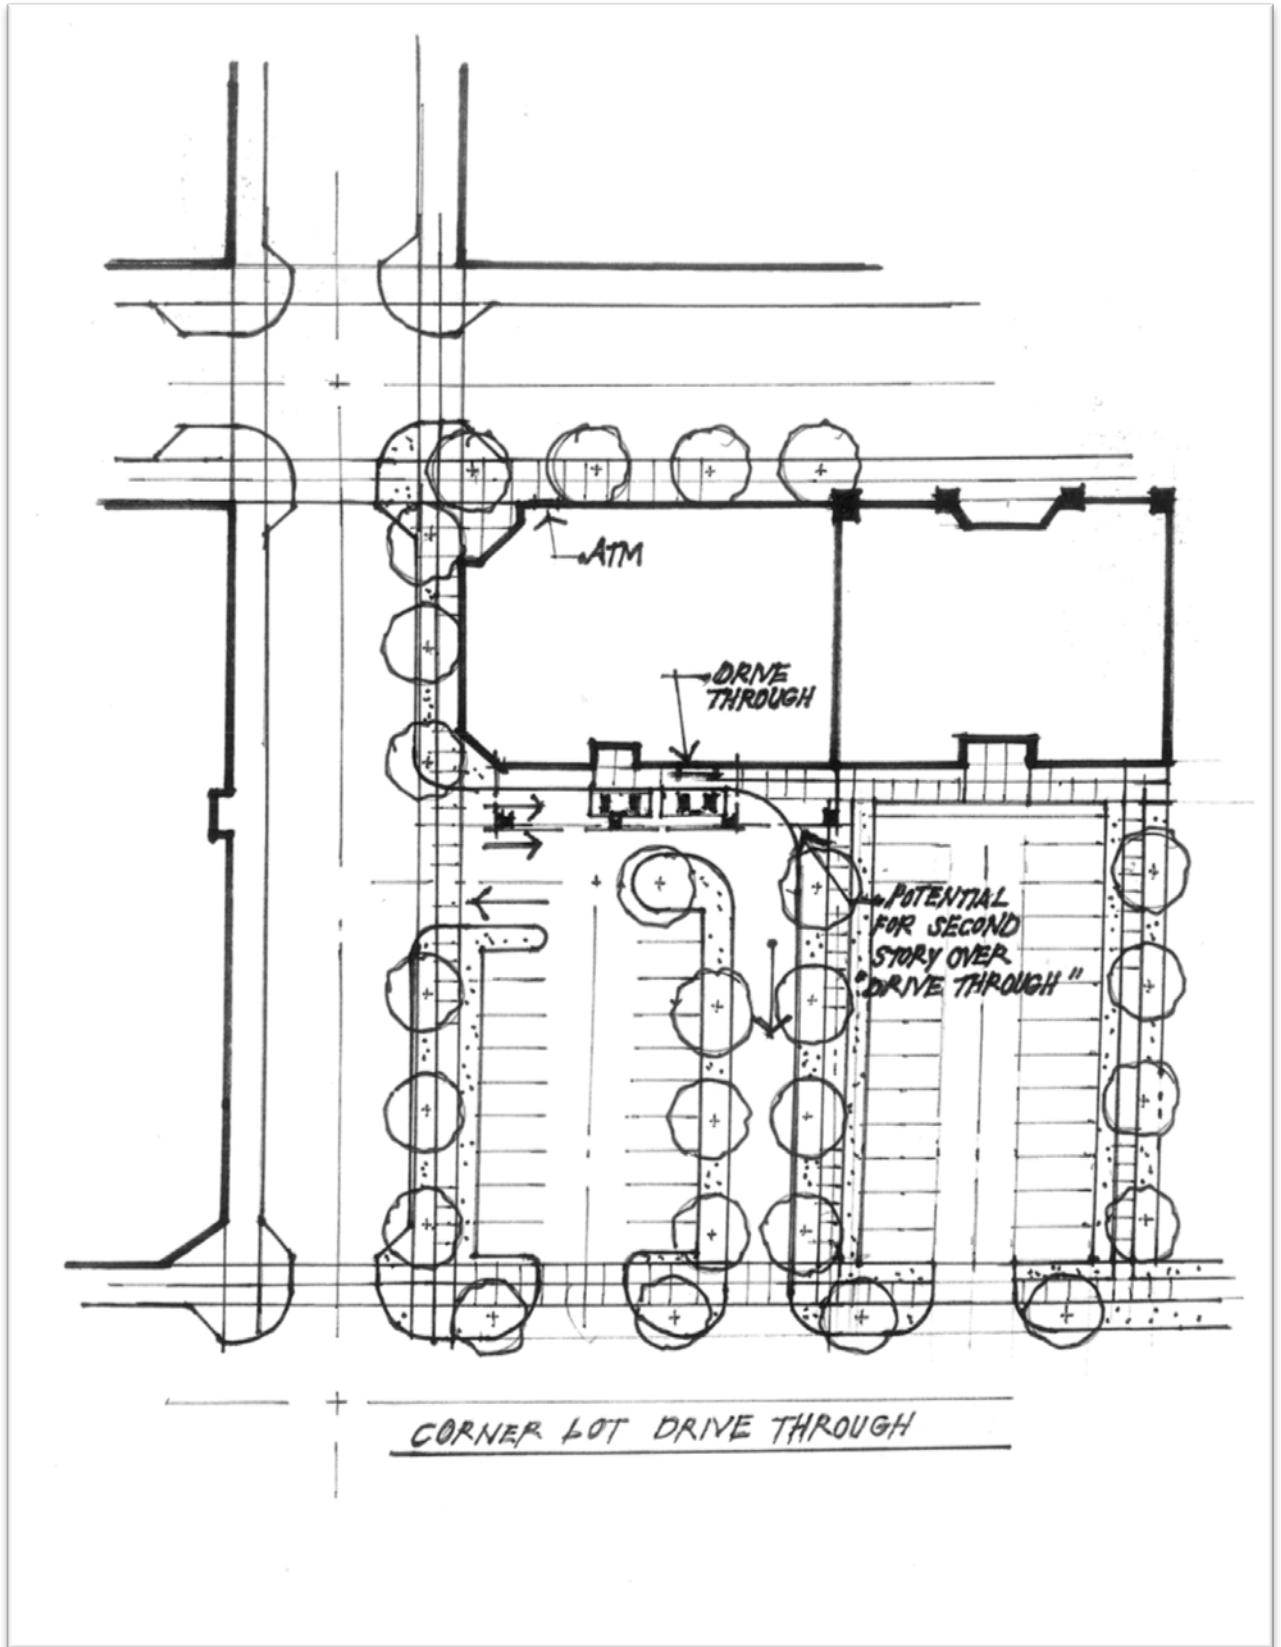 ATM
DRIVE
THROUGH
POTENTIAL
FOR SECOND
STORY OVER
"DRIVE THROUGH"
CORNER LOT DRIVE THROUGH